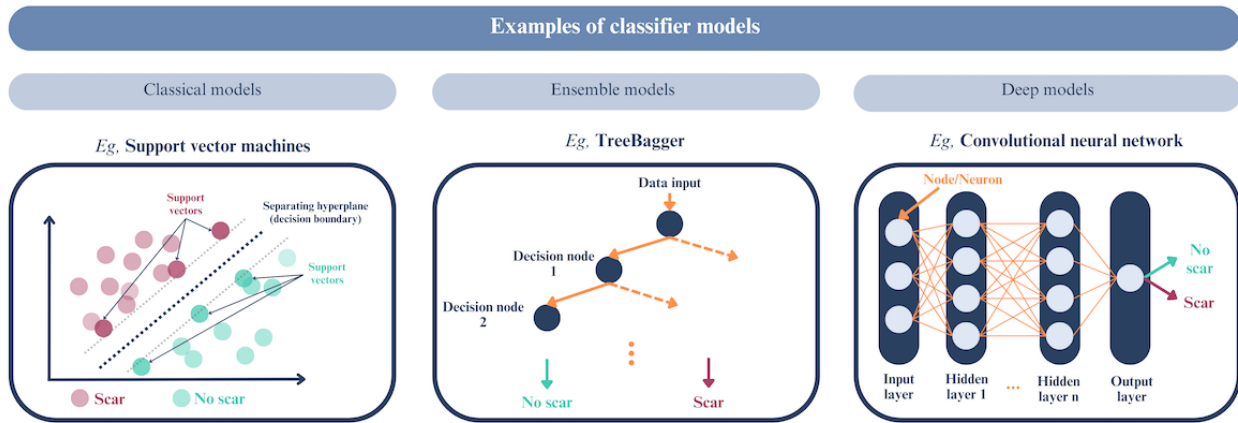 Examples of classifier models
Classical models
Eg, Support vector machines
Support
vectors
Separating hyperplane
(decision boundary)
Support
vectors
Scar
No scar
Ensemble models
Eg, TreeBagger
Data input
Decision node
1
Decision node
2
No scar
Scar
Deep models
Eg, Convolutional neural network
Node/Neuron
No
scar
Scar
Input
layer
Hidden
layer 1
...
Hidden
layer n
Output
layer